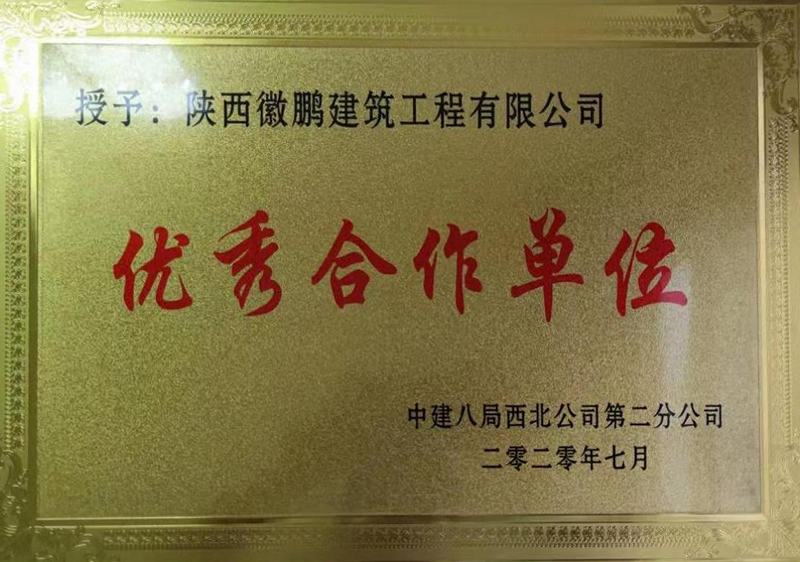 授予：陕西徽鹏建筑工程有限公司
优秀合作单位
中建八局西北公司第二分公司
二零二零年七月